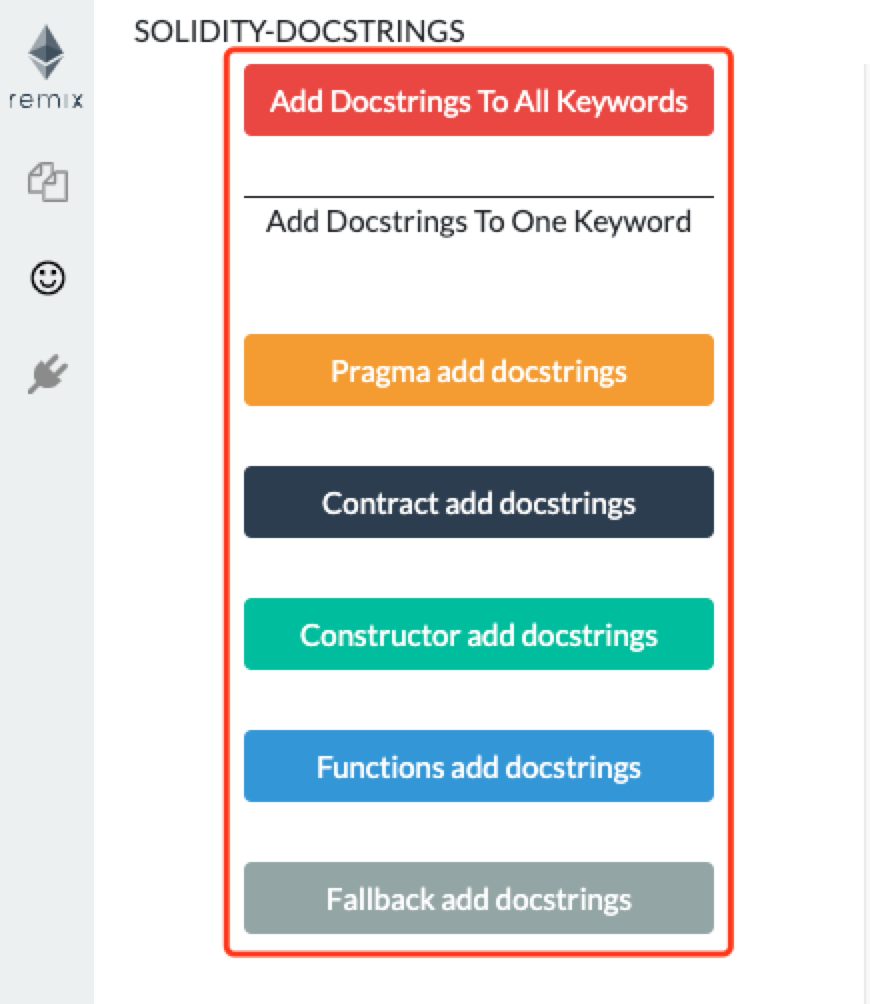 SOLIDITY-DOCSTRINGS
remix
Add Docstrings To All Keywords
Add Docstrings To One Keyword
Pragma add docstrings
Contract add docstrings
Constructor add docstrings
Functions add docstrings
Fallback add docstrings